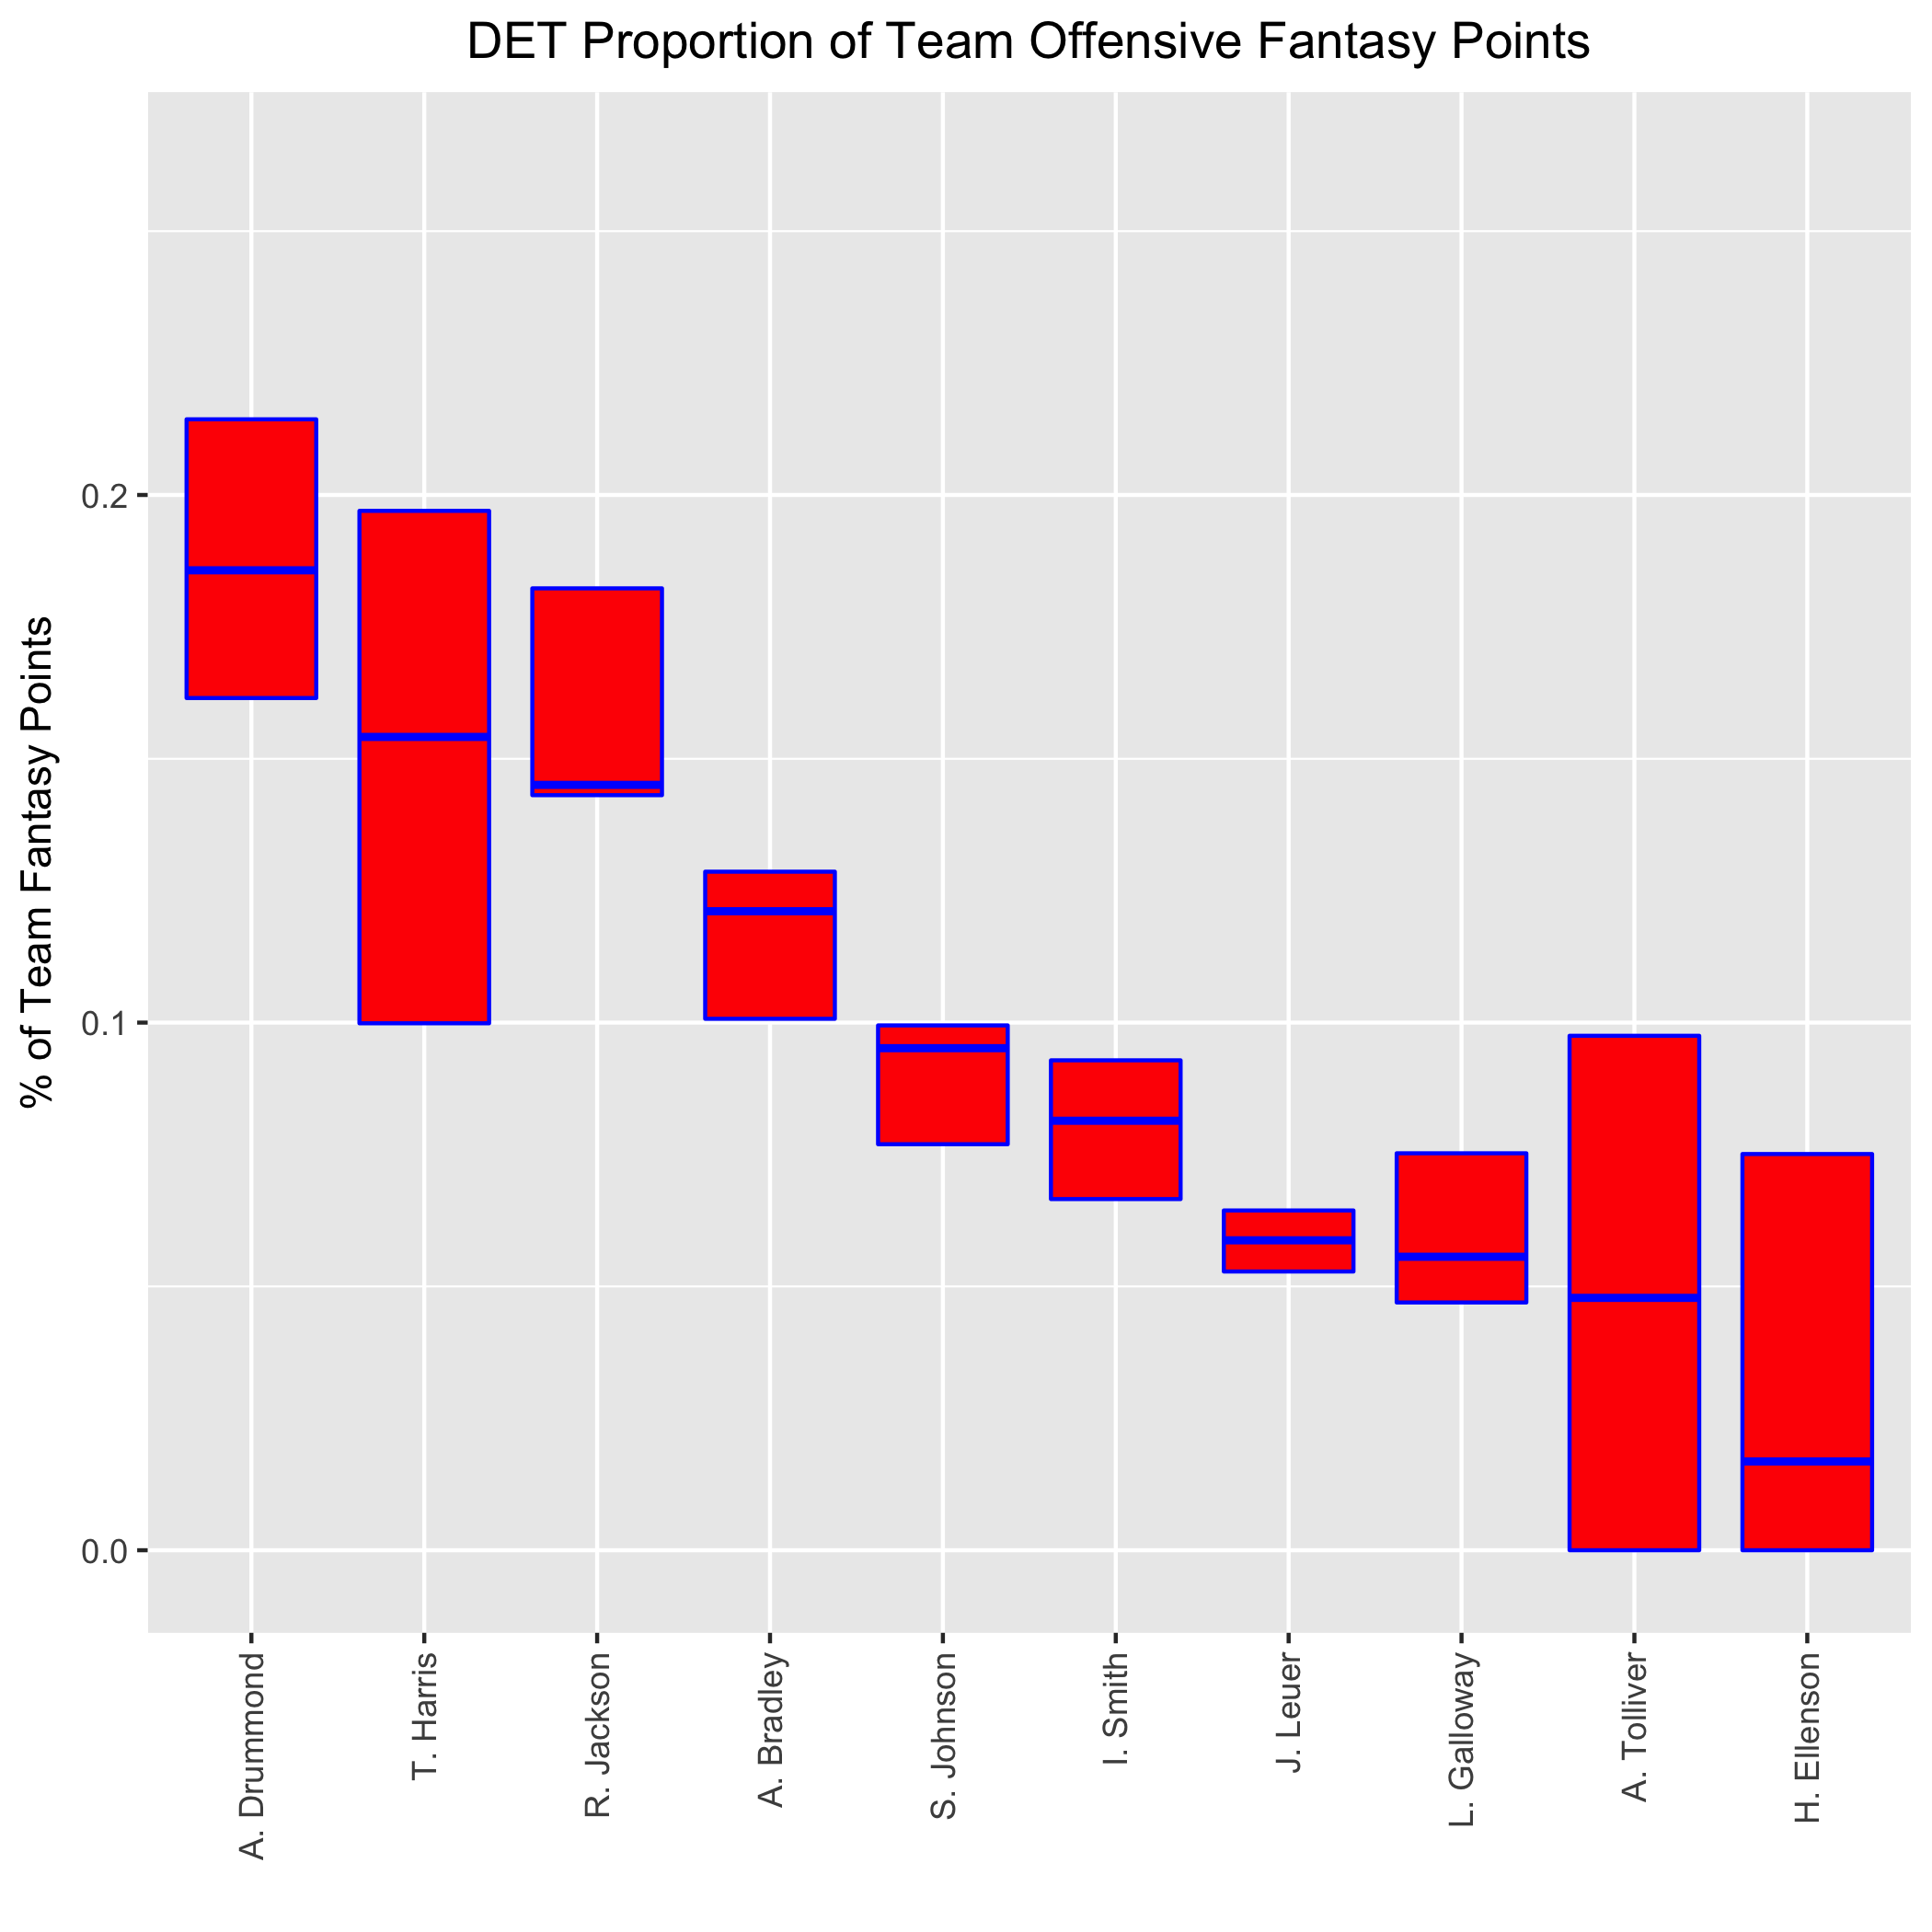 DET Proportion of Team Offensive Fantasy Points
% of Team Fantasy Points
0.2
0.1
0.0
A. Drummond
T. Harris
R. Jackson
A. Bradley
S. Johnson
I. Smith
J. Leuer
L. Galloway
A. Tolliver
H. Ellenson